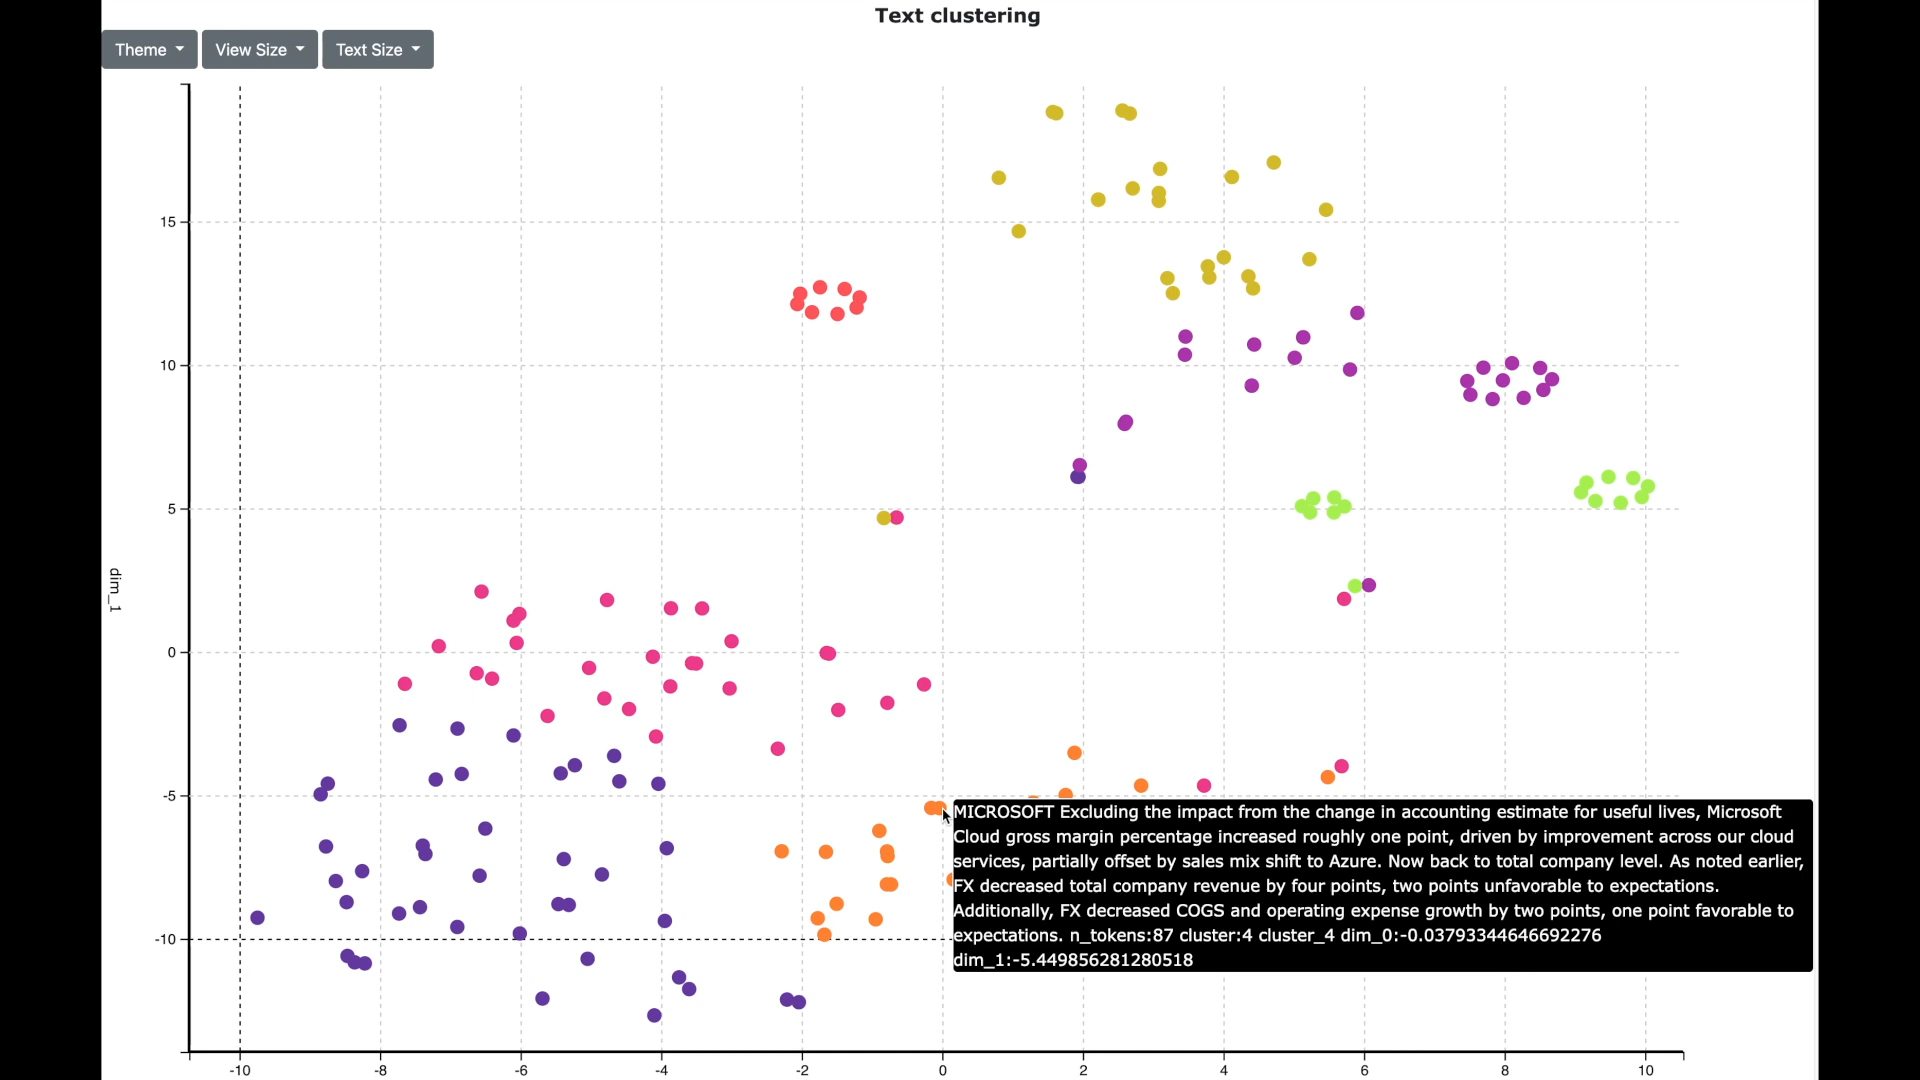 Text clustering
Theme View Size Text Size
15
10
5
0
-5
-10
dim_1
-10 -8 -6 -4 -2 0 2 4 6 8 10
MICROSOFT Excluding the impact from the change in accounting estimate for useful lives, Microsoft
Cloud gross margin percentage increased roughly one point, driven by improvement across our cloud
services, partially offset by sales mix shift to Azure. Now back to total company level. As noted earlier,
FX decreased total company revenue by four points, two points unfavorable to expectations.
Additionally, FX decreased COGS and operating expense growth by two points, one point favorable to
expectations. n_tokens:87 cluster:4 cluster_4 dim_0:-0.03793344646692276
dim_1:-5.449856281280518